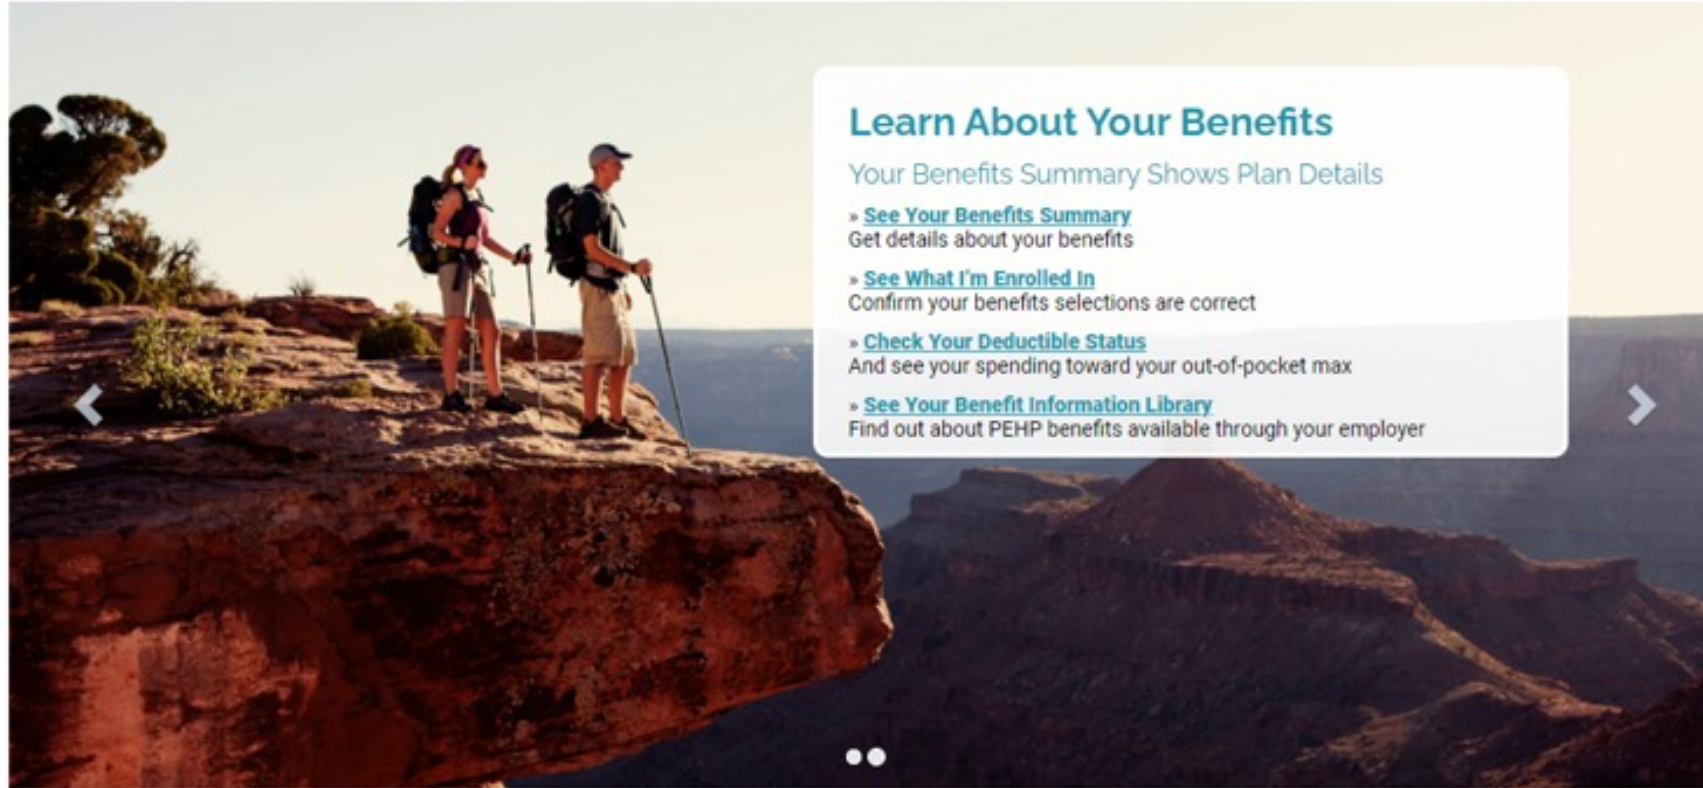 Learn About Your Benefits
Your Benefits Summary Shows Plan Details
» See Your Benefits Summary
Get details about your benefits
» See What I'm Enrolled In
Confirm your benefits selections are correct
» Check Your Deductible Status
And see your spending toward your out-of-pocket max
» See Your Benefit Information Library
Find out about PEHP benefits available through your employer